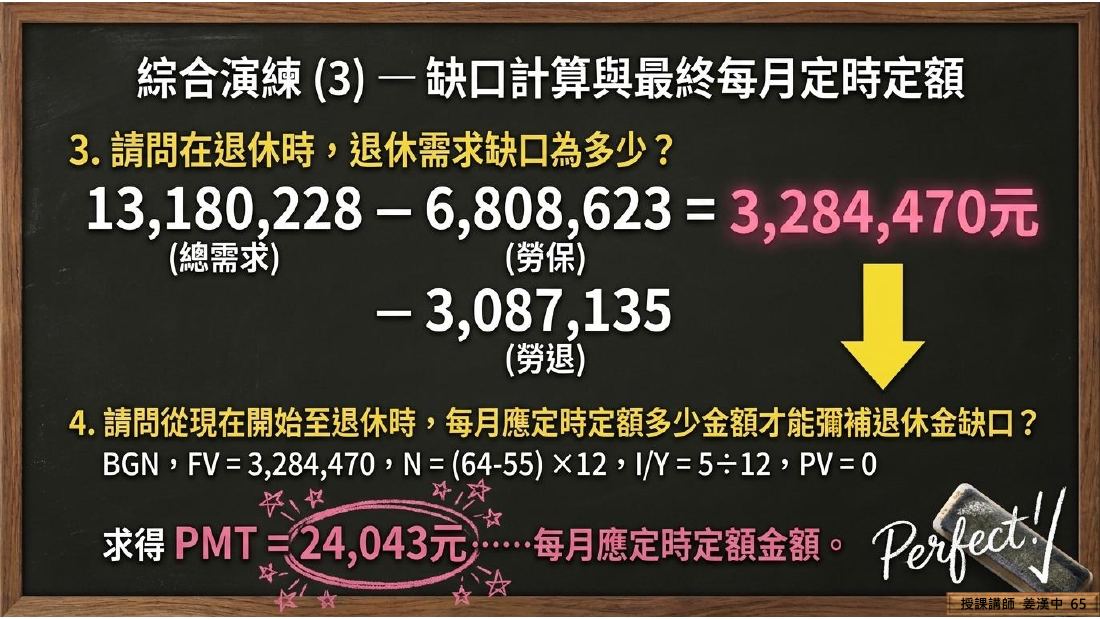 綜合演練 (3) — 缺口計算與最終每月定時定額
3. 請問在退休時，退休需求缺口為多少？
13,180,228 – 6,808,623 = 3,284,470元
(總需求) (勞保)
– 3,087,135
(勞退)
4. 請問從現在開始至退休時，每月應定時定額多少金額才能彌補退休金缺口？
BGN，FV = 3,284,470，N = (64-55) ×12，I/Y = 5÷12，PV = 0
求得 PMT = 24,043元……每月應定時定額金額。
Perfect!
授課講師 姜漢中 65